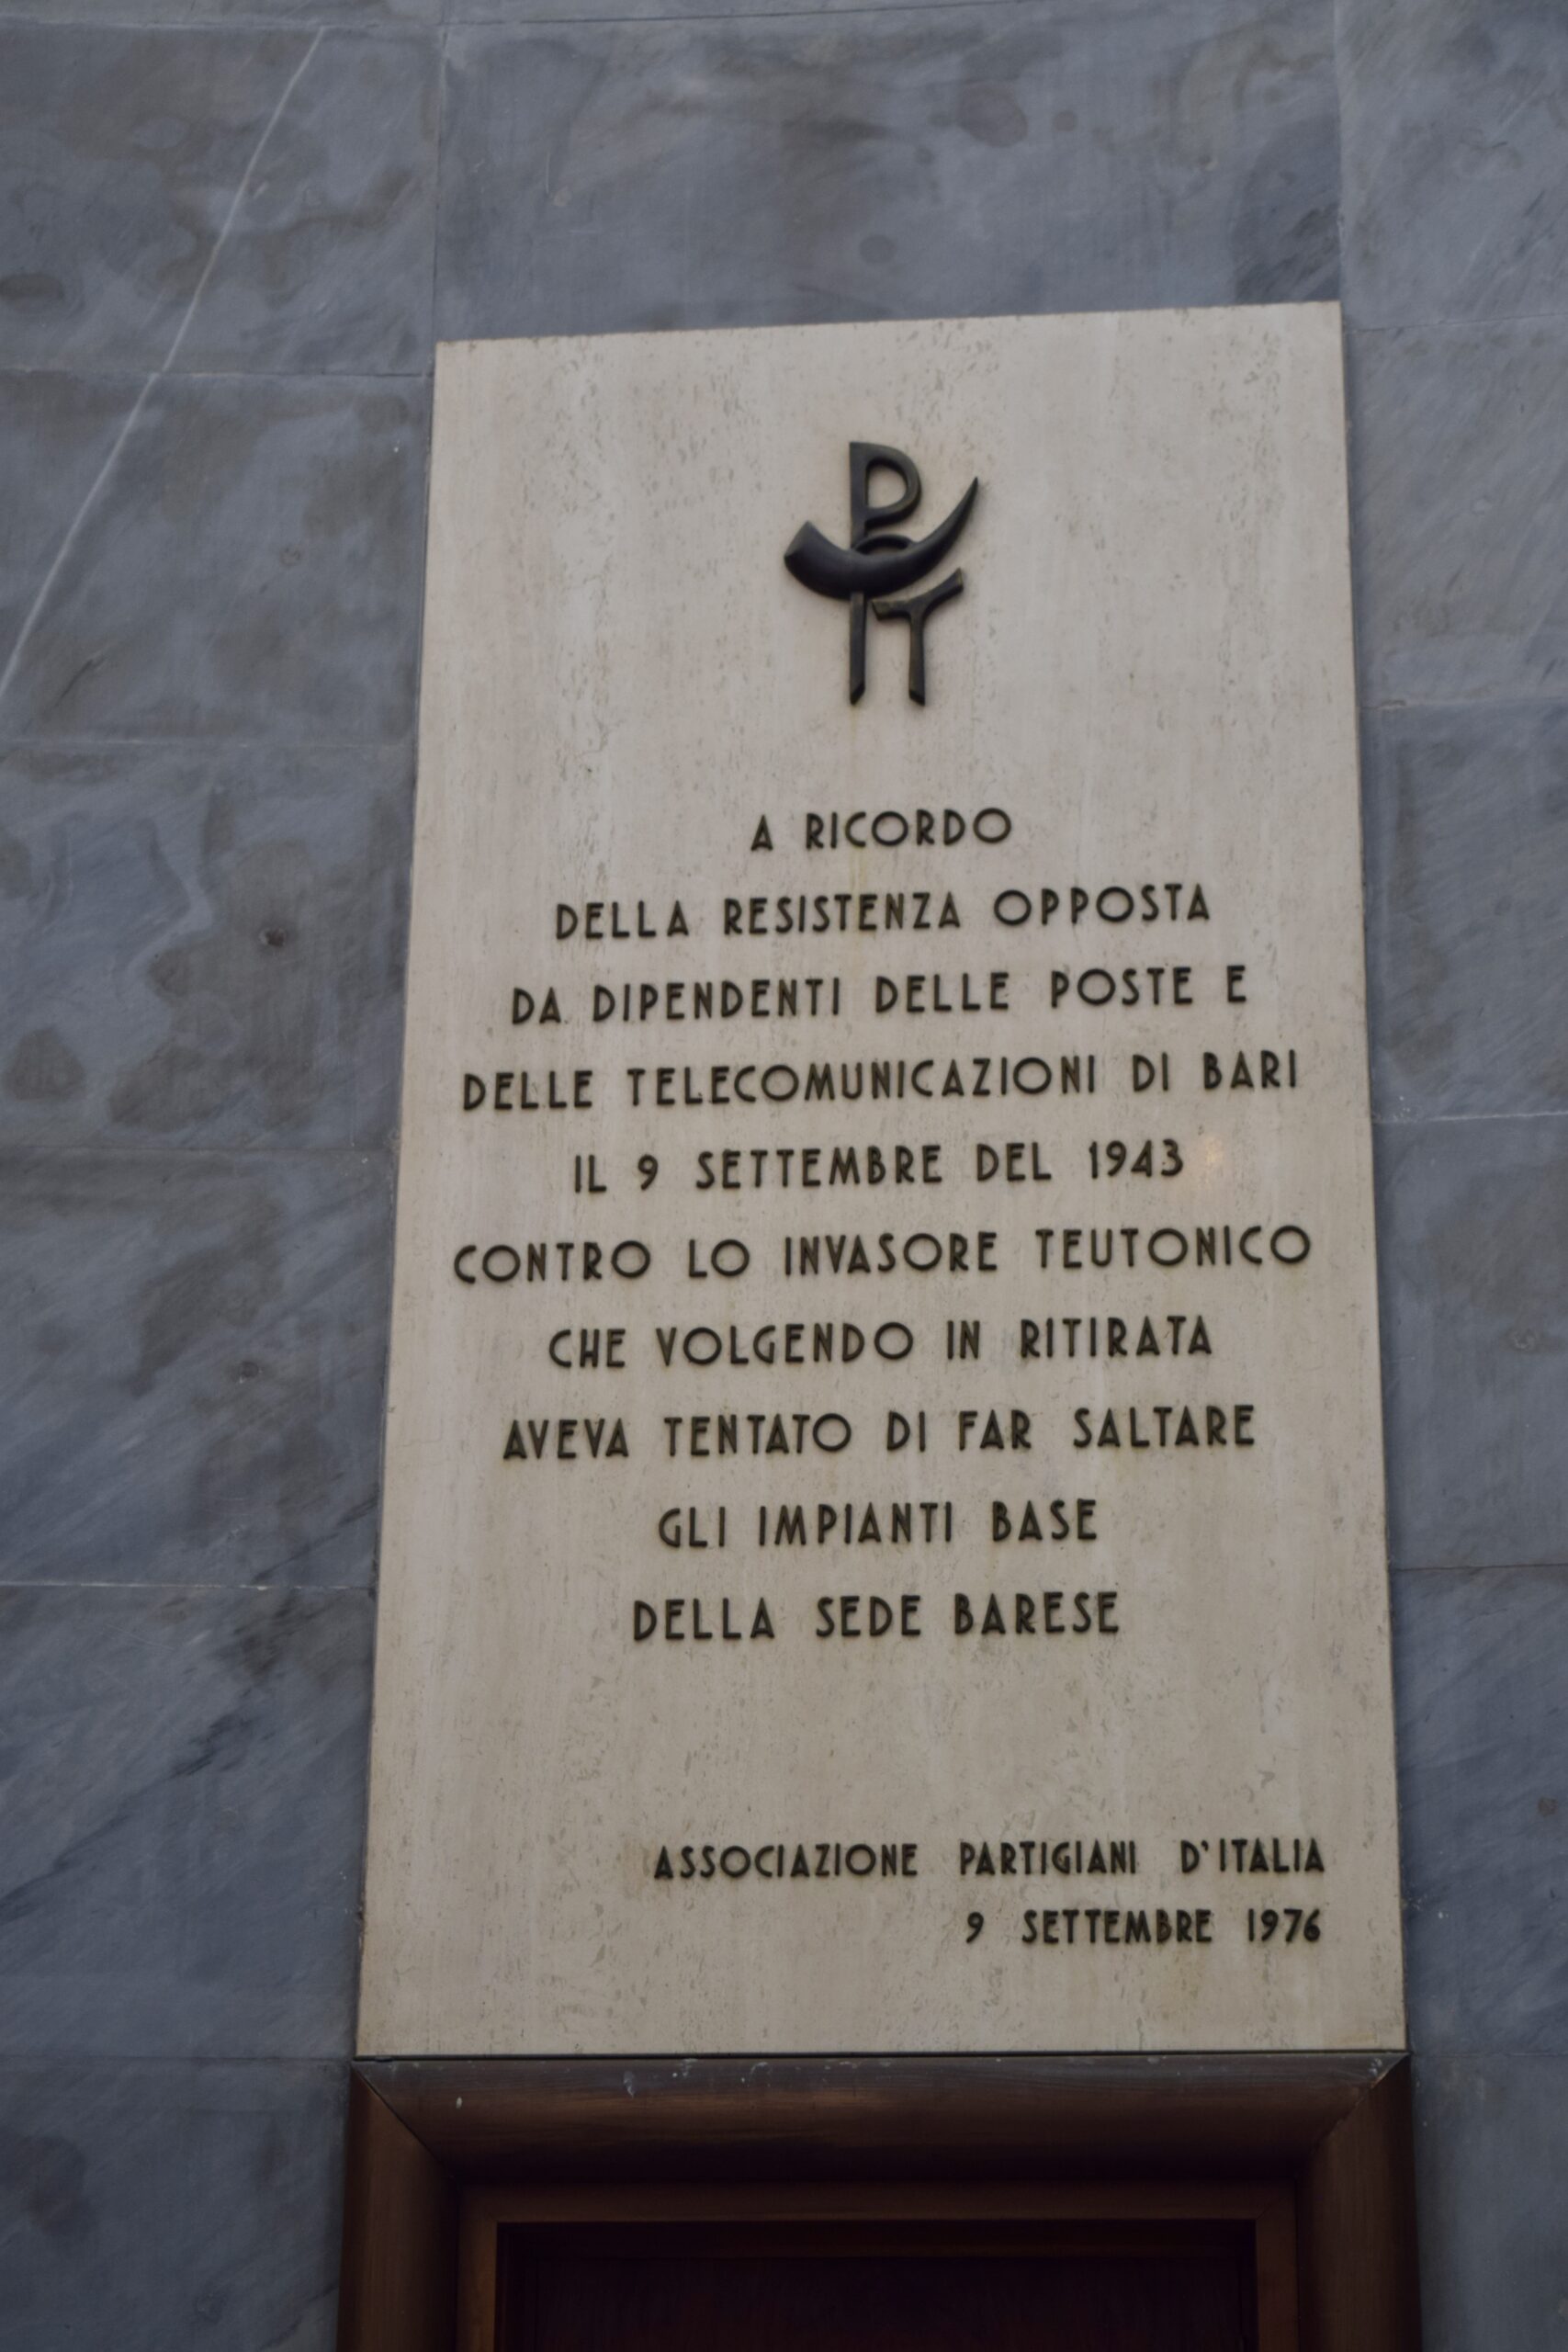 A RICORDO
DELLA RESISTENZA OPPOSTA
DA DIPENDENTI DELLE POSTE E
DELLE TELECOMUNICAZIONI DI BARI
IL 9 SETTEMBRE DEL 1943
CONTRO LO INVASORE TEUTONICO
CHE VOLGENDO IN RITIRATA
AVEVA TENTATO DI FAR SALTARE
GLI IMPIANTI BASE
DELLA SEDE BARESE
ASSOCIAZIONE PARTIGIANI D'ITALIA
9 SETTEMBRE 1976